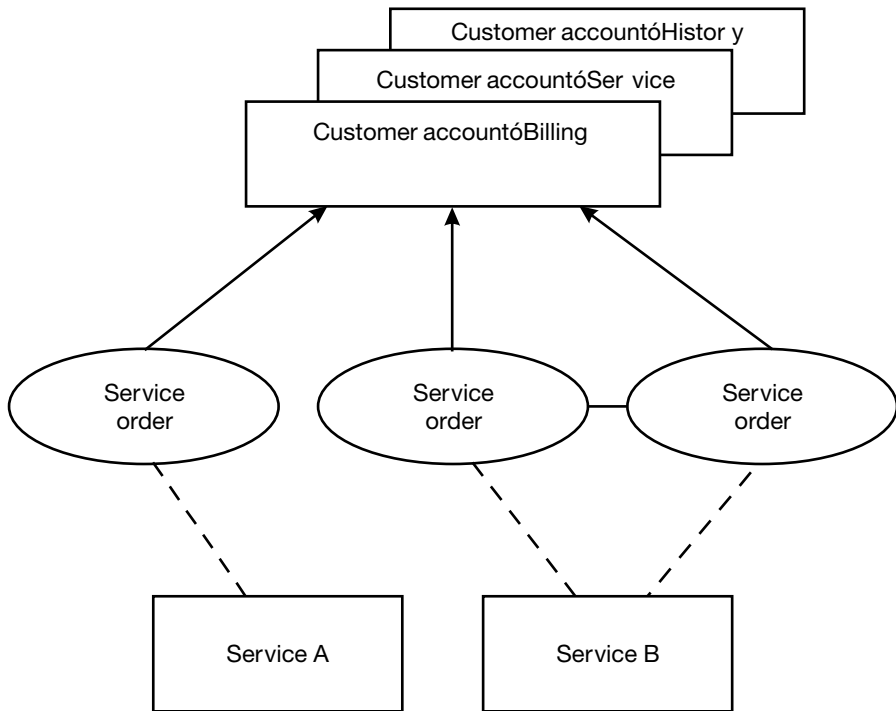 Customer accountóHistor y
Customer accountóSer vice
Customer accountóBilling
Service
order
Service
order
Service
order
Service A
Service B